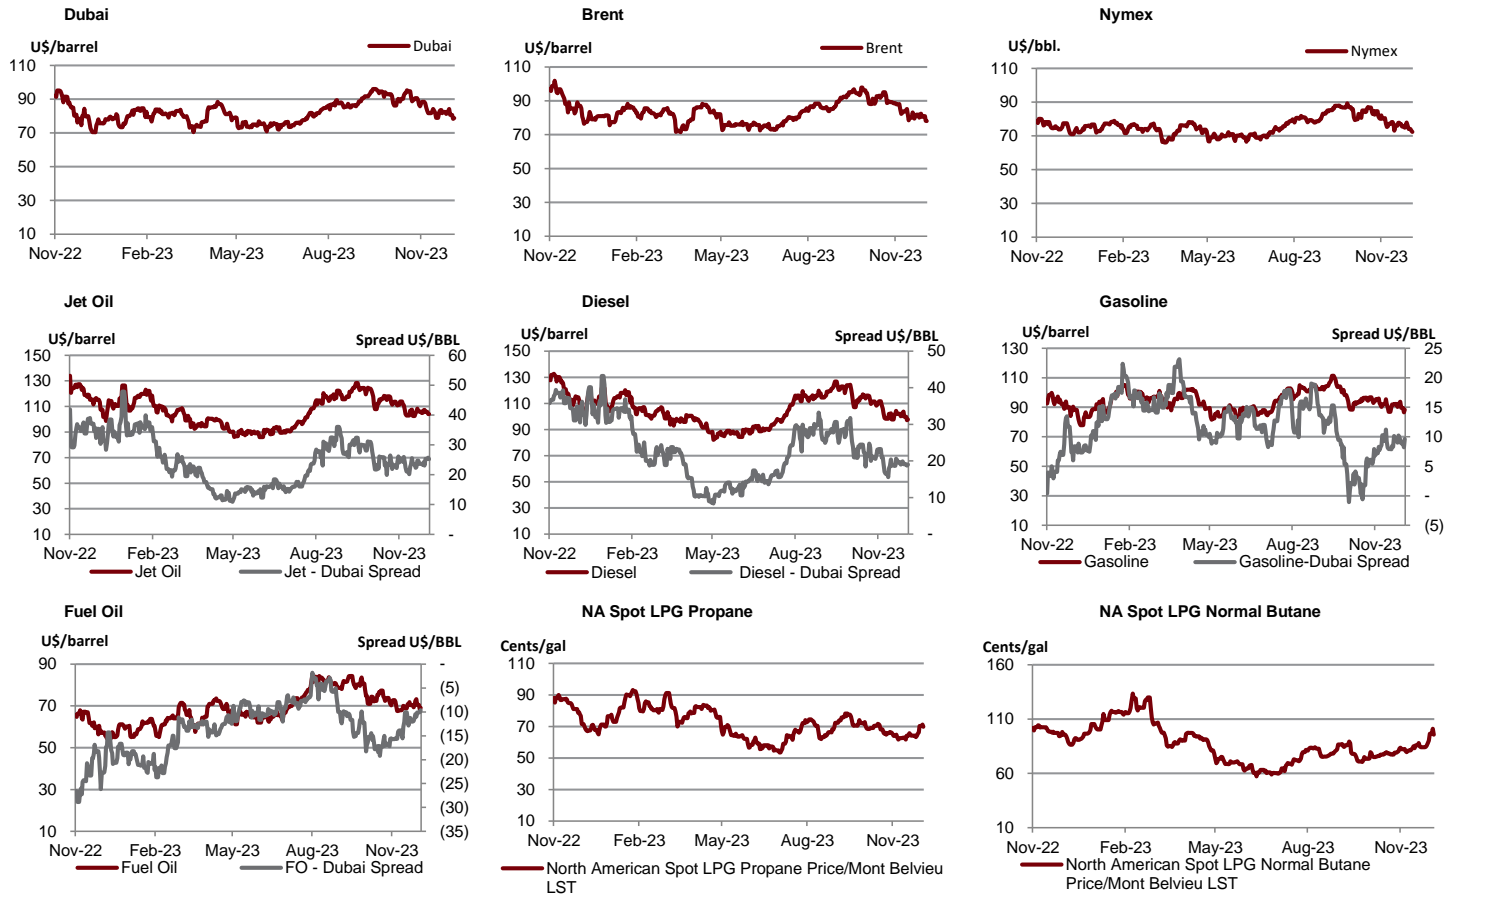 Dubai
U$/barrel
Dubai
110
90
70
50
30
10
Nov-22 Feb-23 May-23 Aug-23 Nov-23
Brent
U$/barrel
Brent
110
90
70
50
30
10
Nov-22 Feb-23 May-23 Aug-23 Nov-23
Nymex
U$/bbl.
Nymex
110
90
70
50
30
10
Nov-22 Feb-23 May-23 Aug-23 Nov-23
Jet Oil
U$/barrel Spread U$/BBL
150 60
130 50
110 40
90 30
70 20
50 10
30 -
10
Nov-22 Feb-23 May-23 Aug-23 Nov-23
Jet Oil Jet - Dubai Spread
Diesel
U$/barrel Spread U$/BBL
150 50
130 40
110 30
90 20
70 10
50 -
30
10
Nov-22 Feb-23 May-23 Aug-23 Nov-23
Diesel Diesel - Dubai Spread
Gasoline
U$/barrel Spread U$/BBL
130 25
110 20
90 15
70 10
50 5
30 -
10 (5)
Nov-22 Feb-23 May-23 Aug-23 Nov-23
Gasoline Gasoline-Dubai Spread
Fuel Oil
U$/barrel Spread U$/BBL
90 -
70 (5)
50 (10)
30 (15)
10 (20)
(25)
(30)
(35)
Nov-22 Feb-23 May-23 Aug-23 Nov-23
Fuel Oil FO - Dubai Spread
NA Spot LPG Propane
Cents/gal
110
90
70
50
30
10
Nov-22 Feb-23 May-23 Aug-23 Nov-23
North American Spot LPG Propane Price/Mont Belvieu
LST
NA Spot LPG Normal Butane
Cents/gal
160
110
60
10
Nov-22 Feb-23 May-23 Aug-23 Nov-23
North American Spot LPG Normal Butane
Price/Mont Belvieu LST